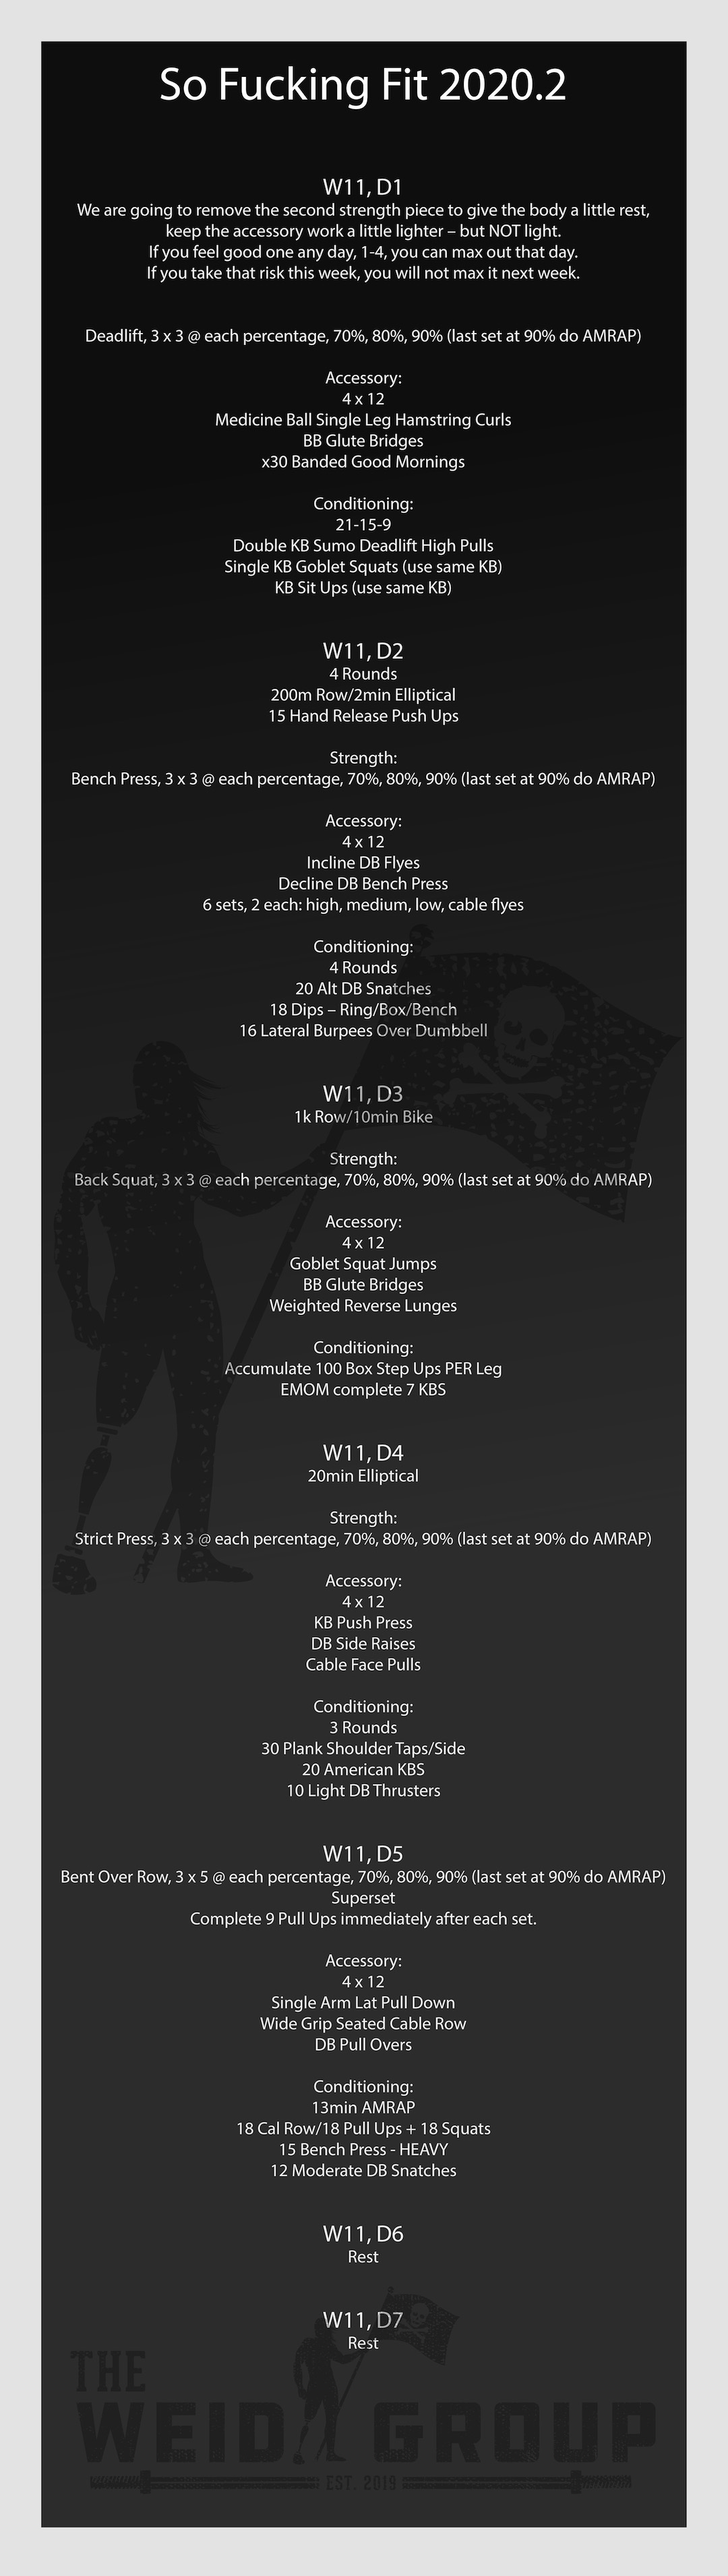 So Fucking Fit 2020.2
W11, D1
We are going to remove the second strength piece to give the body a little rest,
keep the accessory work a little lighter – but NOT light.
If you feel good one any day, 1-4, you can max out that day.
If you take that risk this week, you will not max it next week.
Deadlift, 3 x 3 @ each percentage, 70%, 80%, 90% (last set at 90% do AMRAP)
Accessory:
4 x 12
Medicine Ball Single Leg Hamstring Curls
BB Glute Bridges
x30 Banded Good Mornings
Conditioning:
21-15-9
Double KB Sumo Deadlift High Pulls
Single KB Goblet Squats (use same KB)
KB Sit Ups (use same KB)
W11, D2
4 Rounds
200m Row/2min Elliptical
15 Hand Release Push Ups
Strength:
Bench Press, 3 x 3 @ each percentage, 70%, 80%, 90% (last set at 90% do AMRAP)
Accessory:
4 x 12
Incline DB Flyes
Decline DB Bench Press
6 sets, 2 each: high, medium, low, cable flyes
Conditioning:
4 Rounds
20 Alt DB Snatches
18 Dips – Ring/Box/Bench
16 Lateral Burpees Over Dumbbell
W11, D3
1k Row/10min Bike
Strength:
Back Squat, 3 x 3 @ each percentage, 70%, 80%, 90% (last set at 90% do AMRAP)
Accessory:
4 x 12
Goblet Squat Jumps
BB Glute Bridges
Weighted Reverse Lunges
Conditioning:
Accumulate 100 Box Step Ups PER Leg
EMOM complete 7 KBS
W11, D4
20min Elliptical
Strength:
Strict Press, 3 x 3 @ each percentage, 70%, 80%, 90% (last set at 90% do AMRAP)
Accessory:
4 x 12
KB Push Press
DB Side Raises
Cable Face Pulls
Conditioning:
3 Rounds
30 Plank Shoulder Taps/Side
20 American KBS
10 Light DB Thrusters
W11, D5
Bent Over Row, 3 x 5 @ each percentage, 70%, 80%, 90% (last set at 90% do AMRAP)
Superset
Complete 9 Pull Ups immediately after each set.
Accessory:
4 x 12
Single Arm Lat Pull Down
Wide Grip Seated Cable Row
DB Pull Overs
Conditioning:
13min AMRAP
18 Cal Row/18 Pull Ups + 18 Squats
15 Bench Press - HEAVY
12 Moderate DB Snatches
W11, D6
Rest
W11, D7
Rest
THE
WEID GROUP
EST. 2019